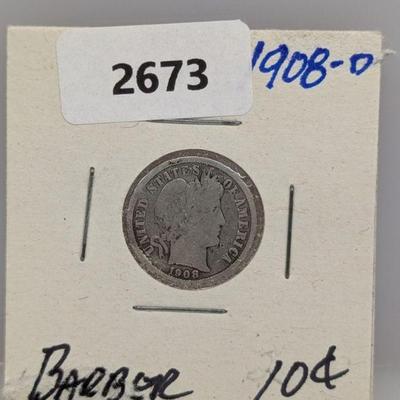 2673
1908-D
UNITED STATES OF AMERICA
1908
BARBER 10¢